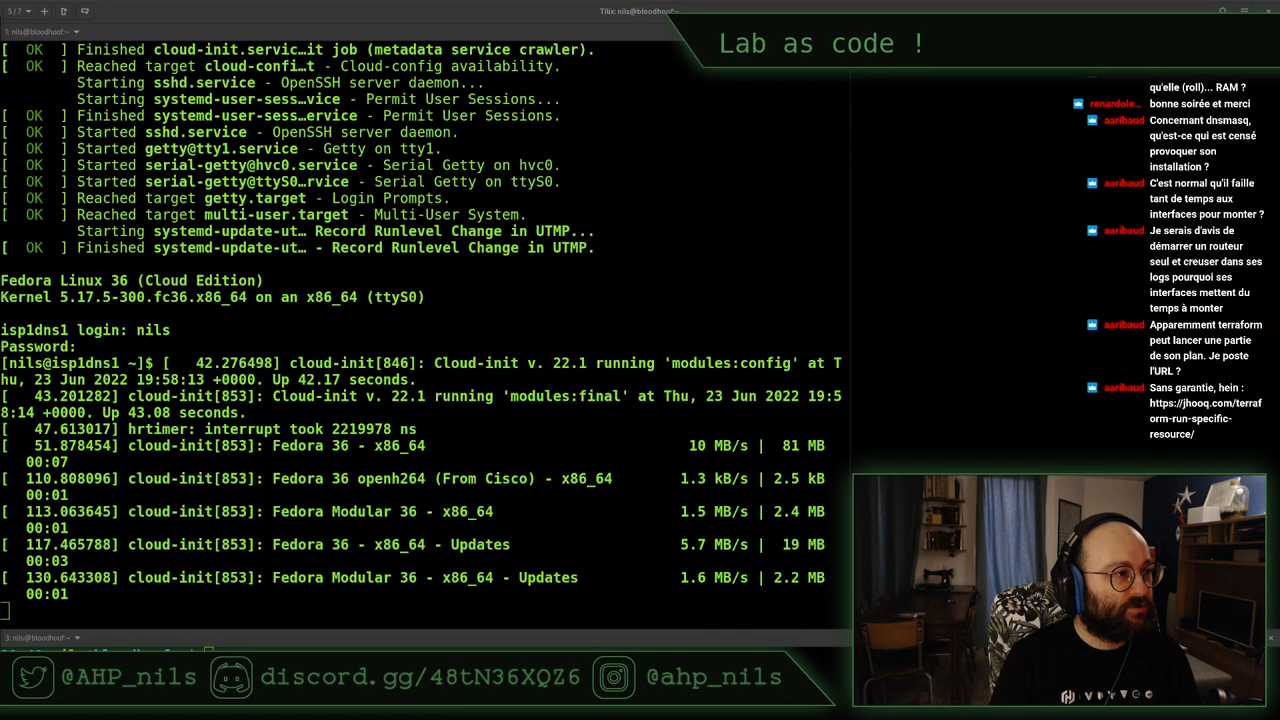 5/7
Tilix: nils@bloodhoof:~
1: nils@bloodhoof:~
[  OK  ] Finished cloud-init.servic…it job (metadata service crawler).
[  OK  ] Reached target cloud-confi…t - Cloud-config availability.
Starting sshd.service - OpenSSH server daemon...
Starting systemd-user-sess…vice - Permit User Sessions...
[  OK  ] Finished systemd-user-sess…ervice - Permit User Sessions.
[  OK  ] Started sshd.service - OpenSSH server daemon.
[  OK  ] Started getty@tty1.service - Getty on tty1.
[  OK  ] Started serial-getty@hvc0.service - Serial Getty on hvc0.
[  OK  ] Started serial-getty@ttyS0…rvice - Serial Getty on ttyS0.
[  OK  ] Reached target getty.target - Login Prompts.
[  OK  ] Reached target multi-user.target - Multi-User System.
Starting systemd-update-ut… Record Runlevel Change in UTMP...
[  OK  ] Finished systemd-update-ut… - Record Runlevel Change in UTMP.
Fedora Linux 36 (Cloud Edition)
Kernel 5.17.5-300.fc36.x86_64 on an x86_64 (ttyS0)
isp1dns1 login: nils
Password:
[nils@isp1dns1 ~]$ [   42.276498] cloud-init[846]: Cloud-init v. 22.1 running 'modules:config' at T
hu, 23 Jun 2022 19:58:13 +0000. Up 42.17 seconds.
[   43.201282] cloud-init[853]: Cloud-init v. 22.1 running 'modules:final' at Thu, 23 Jun 2022 19:5
8:14 +0000. Up 43.08 seconds.
[   47.613017] hrtimer: interrupt took 2219978 ns
[   51.878454] cloud-init[853]: Fedora 36 - x86_64 10 MB/s |  81 MB
00:07
[  110.808096] cloud-init[853]: Fedora 36 openh264 (From Cisco) - x86_64 1.3 kB/s | 2.5 kB
00:01
[  113.063645] cloud-init[853]: Fedora Modular 36 - x86_64 1.5 MB/s | 2.4 MB
00:01
[  117.465788] cloud-init[853]: Fedora 36 - x86_64 - Updates 5.7 MB/s |  19 MB
00:03
[  130.643308] cloud-init[853]: Fedora Modular 36 - x86_64 - Updates 1.6 MB/s | 2.2 MB
00:01
3: nils@bloodhoof:~
Lab as code !
qu'elle (roll)... RAM ?
renardole… bonne soirée et merci
aaribaud Concernant dnsmasq,
qu'est-ce qui est censé
provoquer son
installation ?
aaribaud C'est normal qu'il faille
tant de temps aux
interfaces pour monter ?
aaribaud Je serais d'avis de
démarrer un routeur
seul et creuser dans ses
logs pourquoi ses
interfaces mettent du
temps à monter
aaribaud Apparemment terraform
peut lancer une partie
de son plan. Je poste
l'URL ?
aaribaud Sans garantie, hein :
https://jhooq.com/terraf
orm-run-specific-
resource/
@AHP_nils
discord.gg/48tN36XQZ6
@ahp_nils